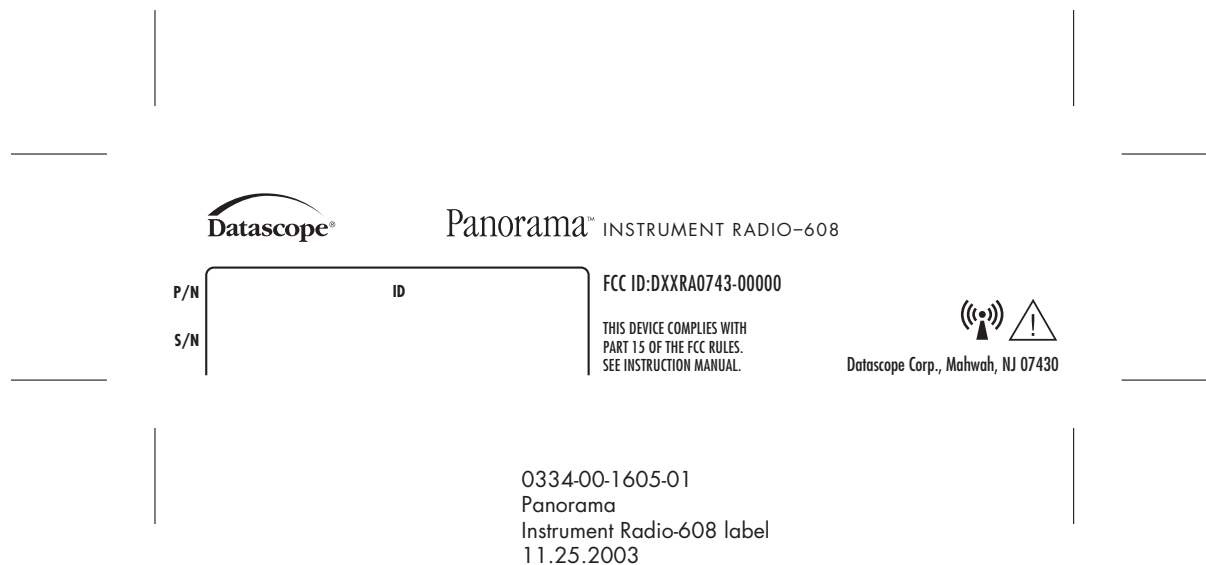 Datascope®
Panorama™ INSTRUMENT RADIO–608
P/N
ID
S/N
FCC ID:DXXRA0743-00000
THIS DEVICE COMPLIES WITH
PART 15 OF THE FCC RULES.
SEE INSTRUCTION MANUAL.
Datascope Corp., Mahwah, NJ 07430
0334-00-1605-01
Panorama
Instrument Radio-608 label
11.25.2003